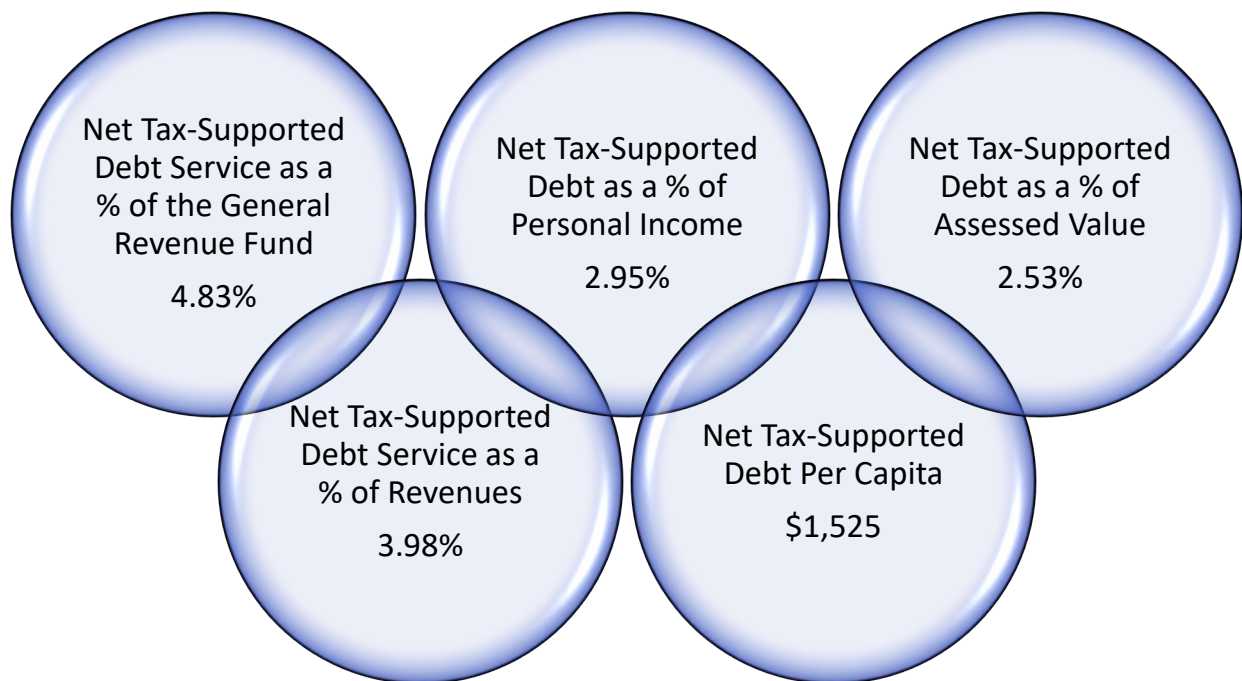 Net Tax-Supported
Debt Service as a
% of the General
Revenue Fund
4.83%
Net Tax-Supported
Debt as a % of
Personal Income
2.95%
Net Tax-Supported
Debt as a % of
Assessed Value
2.53%
Net Tax-Supported
Debt Service as a
% of Revenues
3.98%
Net Tax-Supported
Debt Per Capita
$1,525